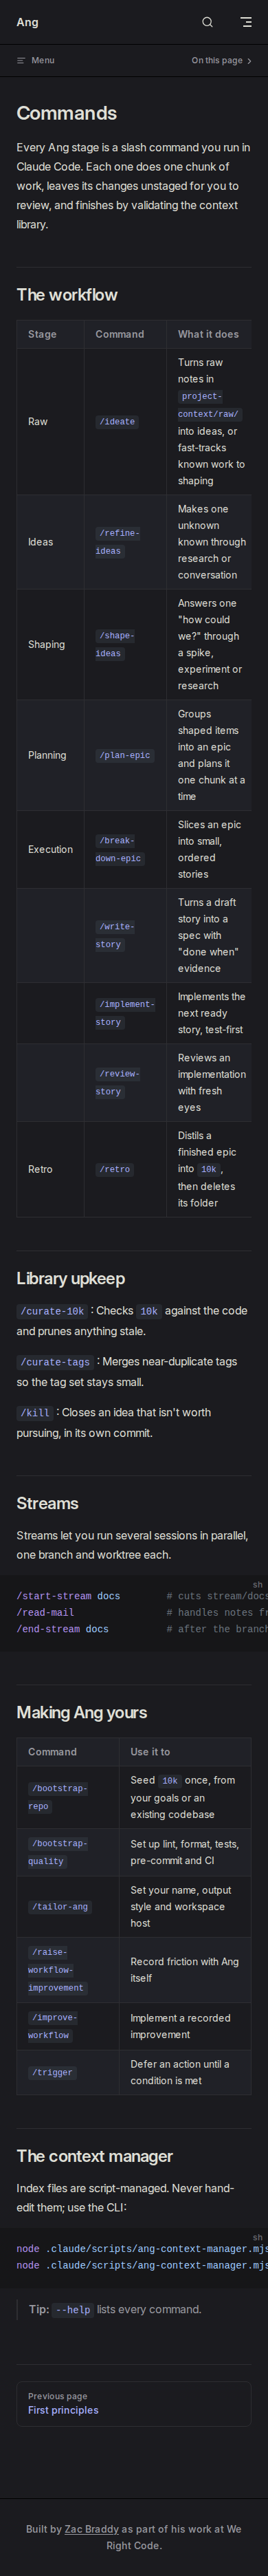 Ang
Menu
On this page
Commands
Every Ang stage is a slash command you run in
Claude Code. Each one does one chunk of
work, leaves its changes unstaged for you to
review, and finishes by validating the context
library.
The workflow
Stage Command What it does
Raw /ideate Turns raw
notes in
project-
context/raw/
into ideas, or
fast-tracks
known work to
shaping
Ideas /refine-
ideas
Makes one
unknown
known through
research or
conversation
Shaping /shape-
ideas
Answers one
"how could
we?" through
a spike,
experiment or
research
Planning /plan-epic Groups
shaped items
into an epic
and plans it
one chunk at a
time
Execution /break-
down-epic
Slices an epic
into small,
ordered
stories
/write-
story
Turns a draft
story into a
spec with
"done when"
evidence
/implement-
story
Implements the
next ready
story, test-first
/review-
story
Reviews an
implementation
with fresh
eyes
Retro /retro Distils a
finished epic
into 10k,
then deletes
its folder
Library upkeep
/curate-10k : Checks 10k against the code
and prunes anything stale.
/curate-tags : Merges near-duplicate tags
so the tag set stays small.
/kill : Closes an idea that isn't worth
pursuing, in its own commit.
Streams
Streams let you run several sessions in parallel,
one branch and worktree each.
sh
/start-stream docs # cuts stream/docs
/read-mail # handles notes
/end-stream docs # after the branch
Making Ang yours
Command Use it to
/bootstrap-
repo
Seed 10k once, from
your goals or an
existing codebase
/bootstrap-
quality
Set up lint, format, tests,
pre-commit and CI
/tailor-ang Set your name, output
style and workspace
host
/raise-
workflow-
improvement
Record friction with Ang
itself
/improve-
workflow
Implement a recorded
improvement
/trigger Defer an action until a
condition is met
The context manager
Index files are script-managed. Never hand-
edit them; use the CLI:
sh
node .claude/scripts/ang-context-manager.mjs
node .claude/scripts/ang-context-manager.mjs
Tip: --help lists every command.
Previous page
First principles
Built by Zac Braddy as part of his work at We
Right Code.